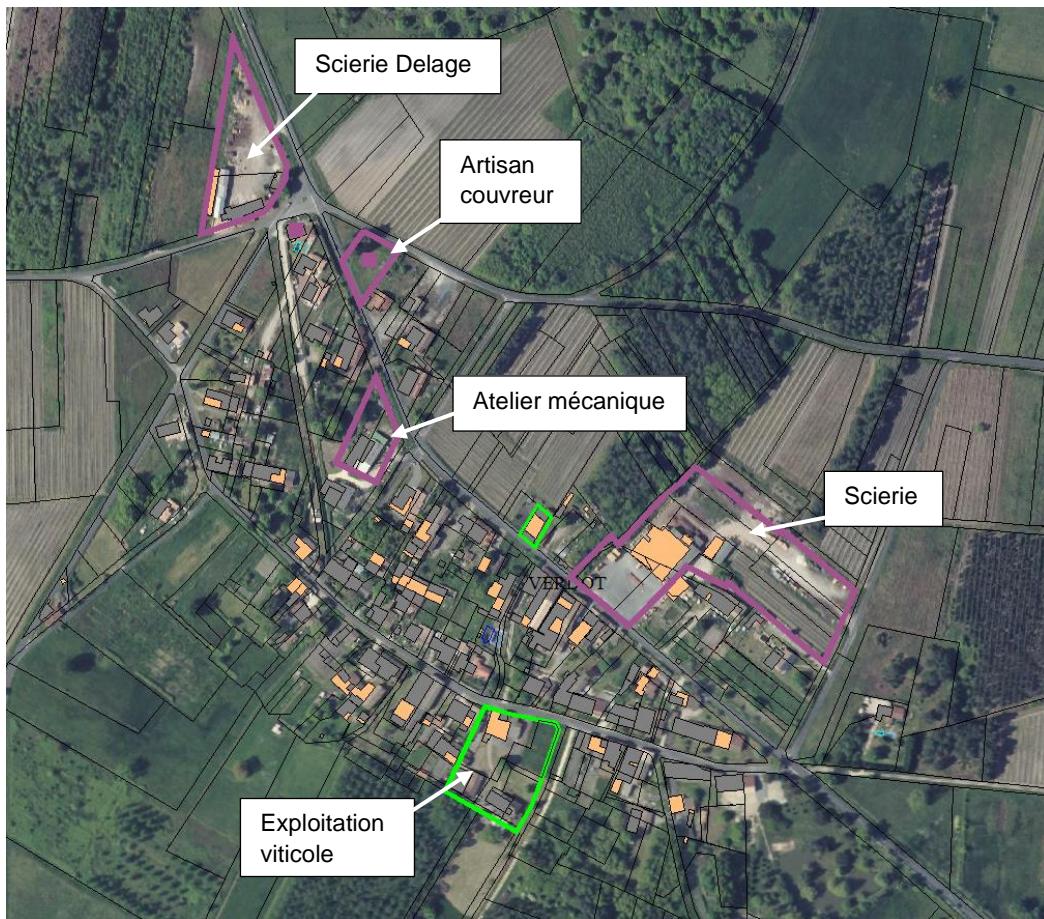 Scierie Delage
Artisan
couvreur
Atelier mécanique
Scierie
Exploitation
viticole